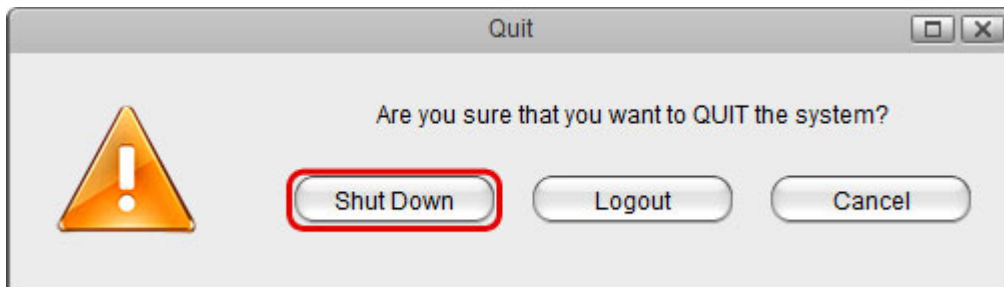 Quit
Are you sure that you want to QUIT the system?
Shut Down
Logout
Cancel